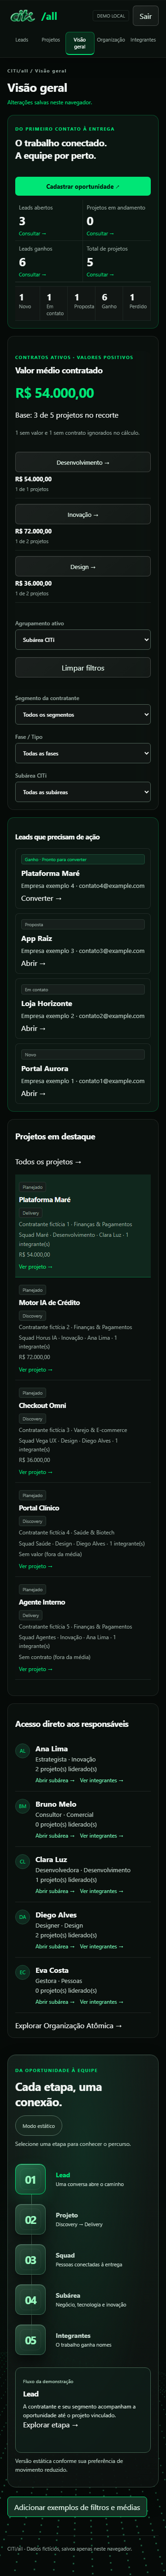 citi /all
DEMO LOCAL
Sair
Leads
Projetos
Visão
geral
Organização
Integrantes
CITi/all / Visão geral
Visão geral
Alterações salvas neste navegador.
DO PRIMEIRO CONTATO À ENTREGA
O trabalho conectado.
A equipe por perto.
Cadastrar oportunidade ↗
Leads abertos
3
Consultar →
Projetos em andamento
0
Consultar →
Leads ganhos
6
Consultar →
Total de projetos
5
Consultar →
1
Novo
1
Em
contato
1
Proposta
6
Ganho
1
Perdido
CONTRATOS ATIVOS · VALORES POSITIVOS
Valor médio contratado
R$ 54.000,00
Base: 3 de 5 projetos no recorte
1 sem valor e 1 sem contrato ignorados no cálculo.
Desenvolvimento →
R$ 54.000,00
1 de 1 projetos
Inovação →
R$ 72.000,00
1 de 2 projetos
Design →
R$ 36.000,00
1 de 2 projetos
Agrupamento ativo
Subárea CITi
Limpar filtros
Segmento da contratante
Todos os segmentos
Fase / Tipo
Todas as fases
Subárea CITi
Todas as subáreas
Leads que precisam de ação
Ganho · Pronto para converter
Plataforma Maré
Empresa exemplo 4 · contato4@example.com
Converter →
Proposta
App Raiz
Empresa exemplo 3 · contato3@example.com
Abrir →
Em contato
Loja Horizonte
Empresa exemplo 2 · contato2@example.com
Abrir →
Novo
Portal Aurora
Empresa exemplo 1 · contato1@example.com
Abrir →
Projetos em destaque
Todos os projetos →
Planejado
Plataforma Maré
Delivery
Contratante fictícia 1 · Finanças & Pagamentos
Squad Maré · Desenvolvimento · Clara Luz · 1
integrante(s)
R$ 54.000,00
Ver projeto →
Planejado
Motor IA de Crédito
Discovery
Contratante fictícia 2 · Finanças & Pagamentos
Squad Horus IA · Inovação · Ana Lima · 1
integrante(s)
R$ 72.000,00
Ver projeto →
Planejado
Checkout Omni
Discovery
Contratante fictícia 3 · Varejo & E-commerce
Squad Vega UX · Design · Diego Alves · 1
integrante(s)
R$ 36.000,00
Ver projeto →
Planejado
Portal Clínico
Discovery
Contratante fictícia 4 · Saúde & Biotech
Squad Saúde · Design · Diego Alves · 1 integrante(s)
Sem valor (fora da média)
Ver projeto →
Planejado
Agente Interno
Delivery
Contratante fictícia 5 · Finanças & Pagamentos
Squad Agentes · Inovação · Ana Lima · 1
integrante(s)
Sem contrato (fora da média)
Ver projeto →
Acesso direto aos responsáveis
AL
Ana Lima
Estrategista · Inovação
2 projeto(s) liderado(s)
Abrir subárea → Ver integrantes →
BM
Bruno Melo
Consultor · Comercial
0 projeto(s) liderado(s)
Abrir subárea → Ver integrantes →
CL
Clara Luz
Desenvolvedora · Desenvolvimento
1 projeto(s) liderado(s)
Abrir subárea → Ver integrantes →
DA
Diego Alves
Designer · Design
2 projeto(s) liderado(s)
Abrir subárea → Ver integrantes →
EC
Eva Costa
Gestora · Pessoas
0 projeto(s) liderado(s)
Abrir subárea → Ver integrantes →
Explorar Organização Atômica →
DA OPORTUNIDADE À EQUIPE
Cada etapa, uma
conexão.
Modo estático
Selecione uma etapa para conhecer o percurso.
01
Lead
Uma conversa abre o caminho
02
Projeto
Discovery → Delivery
03
Squad
Pessoas conectadas à entrega
04
Subárea
Negócio, tecnologia e inovação
05
Integrantes
O trabalho ganha nomes
Fluxo da demonstração
Lead
A contratante e seu segmento acompanham a
oportunidade até o projeto vinculado.
Explorar etapa →
Versão estática conforme sua preferência de
movimento reduzido.
Adicionar exemplos de filtros e médias
CITi/all · Dados fictícios, salvos apenas neste navegador.